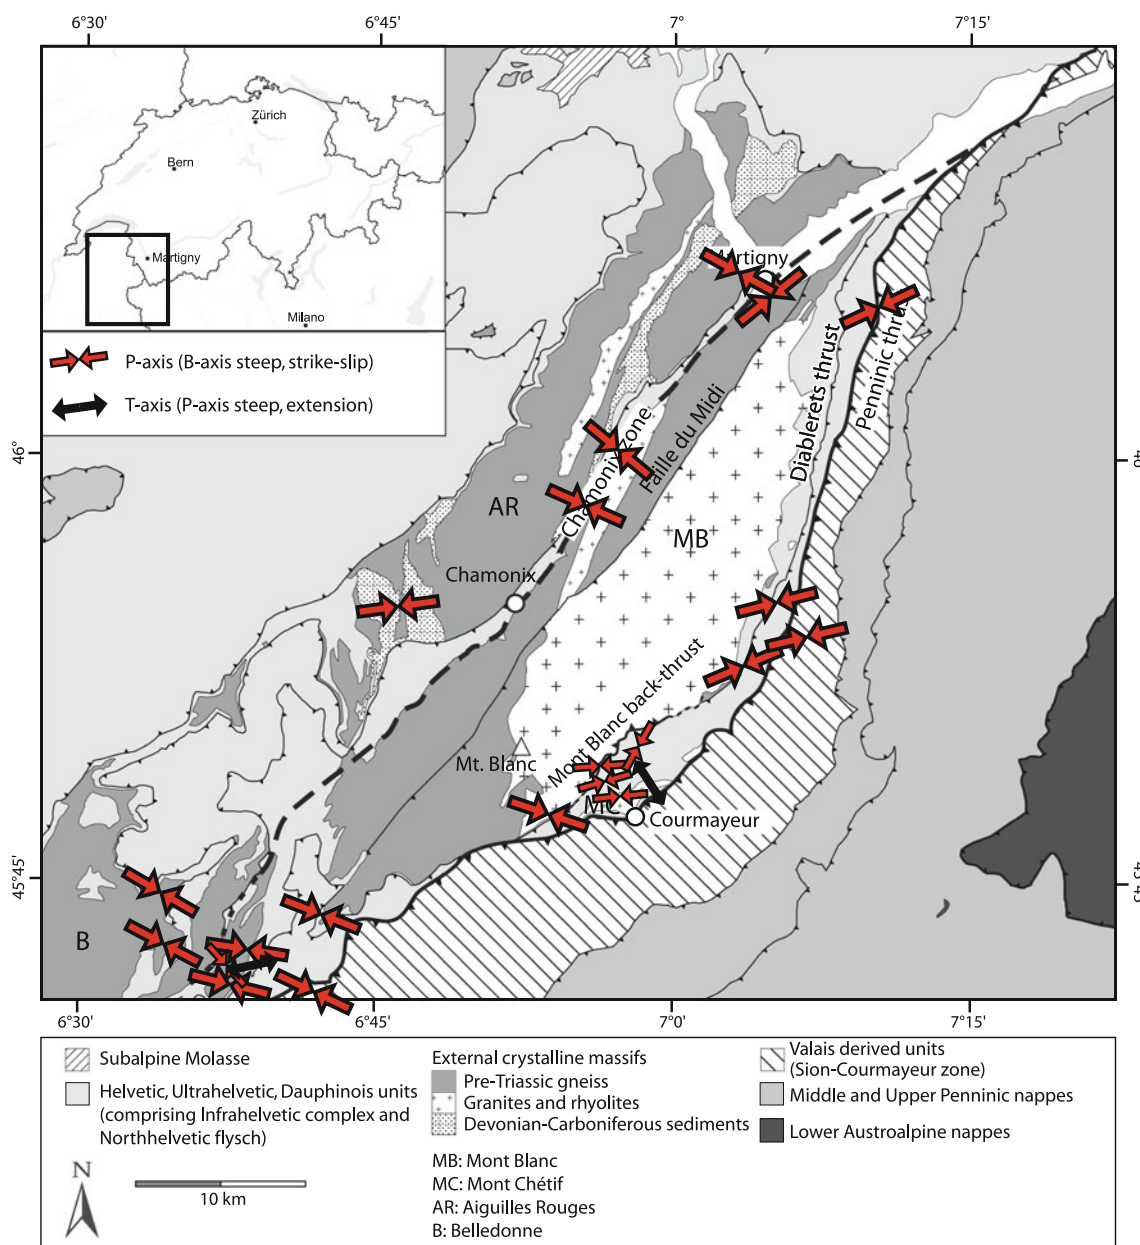 6°30'
6°45'
7°
7°15'
Zürich
Bern
Martigny
Milano
P-axis (B-axis steep, strike-slip)
T-axis (P-axis steep, extension)
46°
Martigny
Diablerets thrust
Penninic thrust
Chamonix zone
Faille du Midi
AR
MB
Chamonix
Mont Blanc back-thrust
Mt. Blanc
MC
Courmayeur
45°45'
45°45'
B
6°30'
6°45'
7°0'
7°15'
Subalpine Molasse
Helvetic, Ultrahelvetic, Dauphinois units
(comprising Infrahelvetic complex and
Northhelvetic flysch)
External crystalline massifs
Pre-Triassic gneiss
Granites and rhyolites
Devonian-Carboniferous sediments
MB: Mont Blanc
MC: Mont Chétif
AR: Aiguilles Rouges
B: Belledonne
Valais derived units
(Sion-Courmayeur zone)
Middle and Upper Penninic nappes
Lower Austroalpine nappes
N
10 km